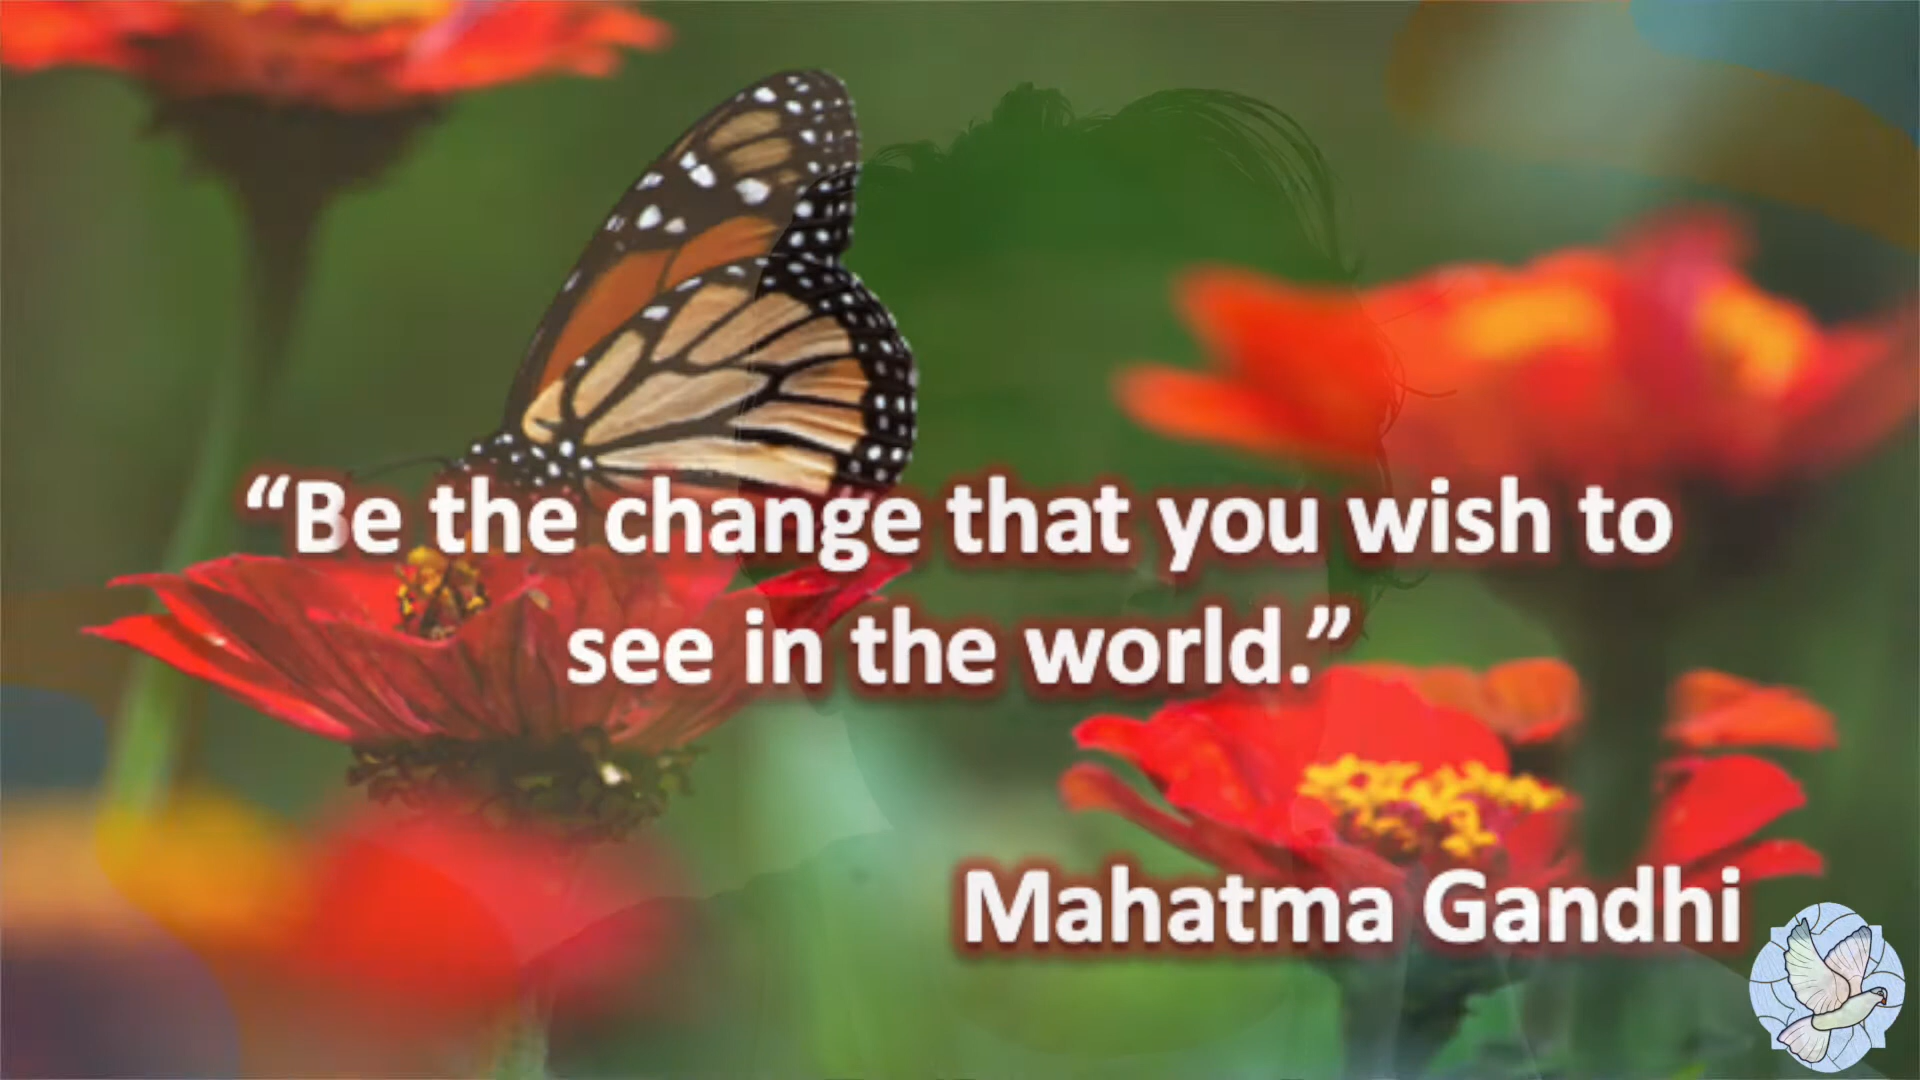 “Be the change that you wish to
see in the world.”
Mahatma Gandhi